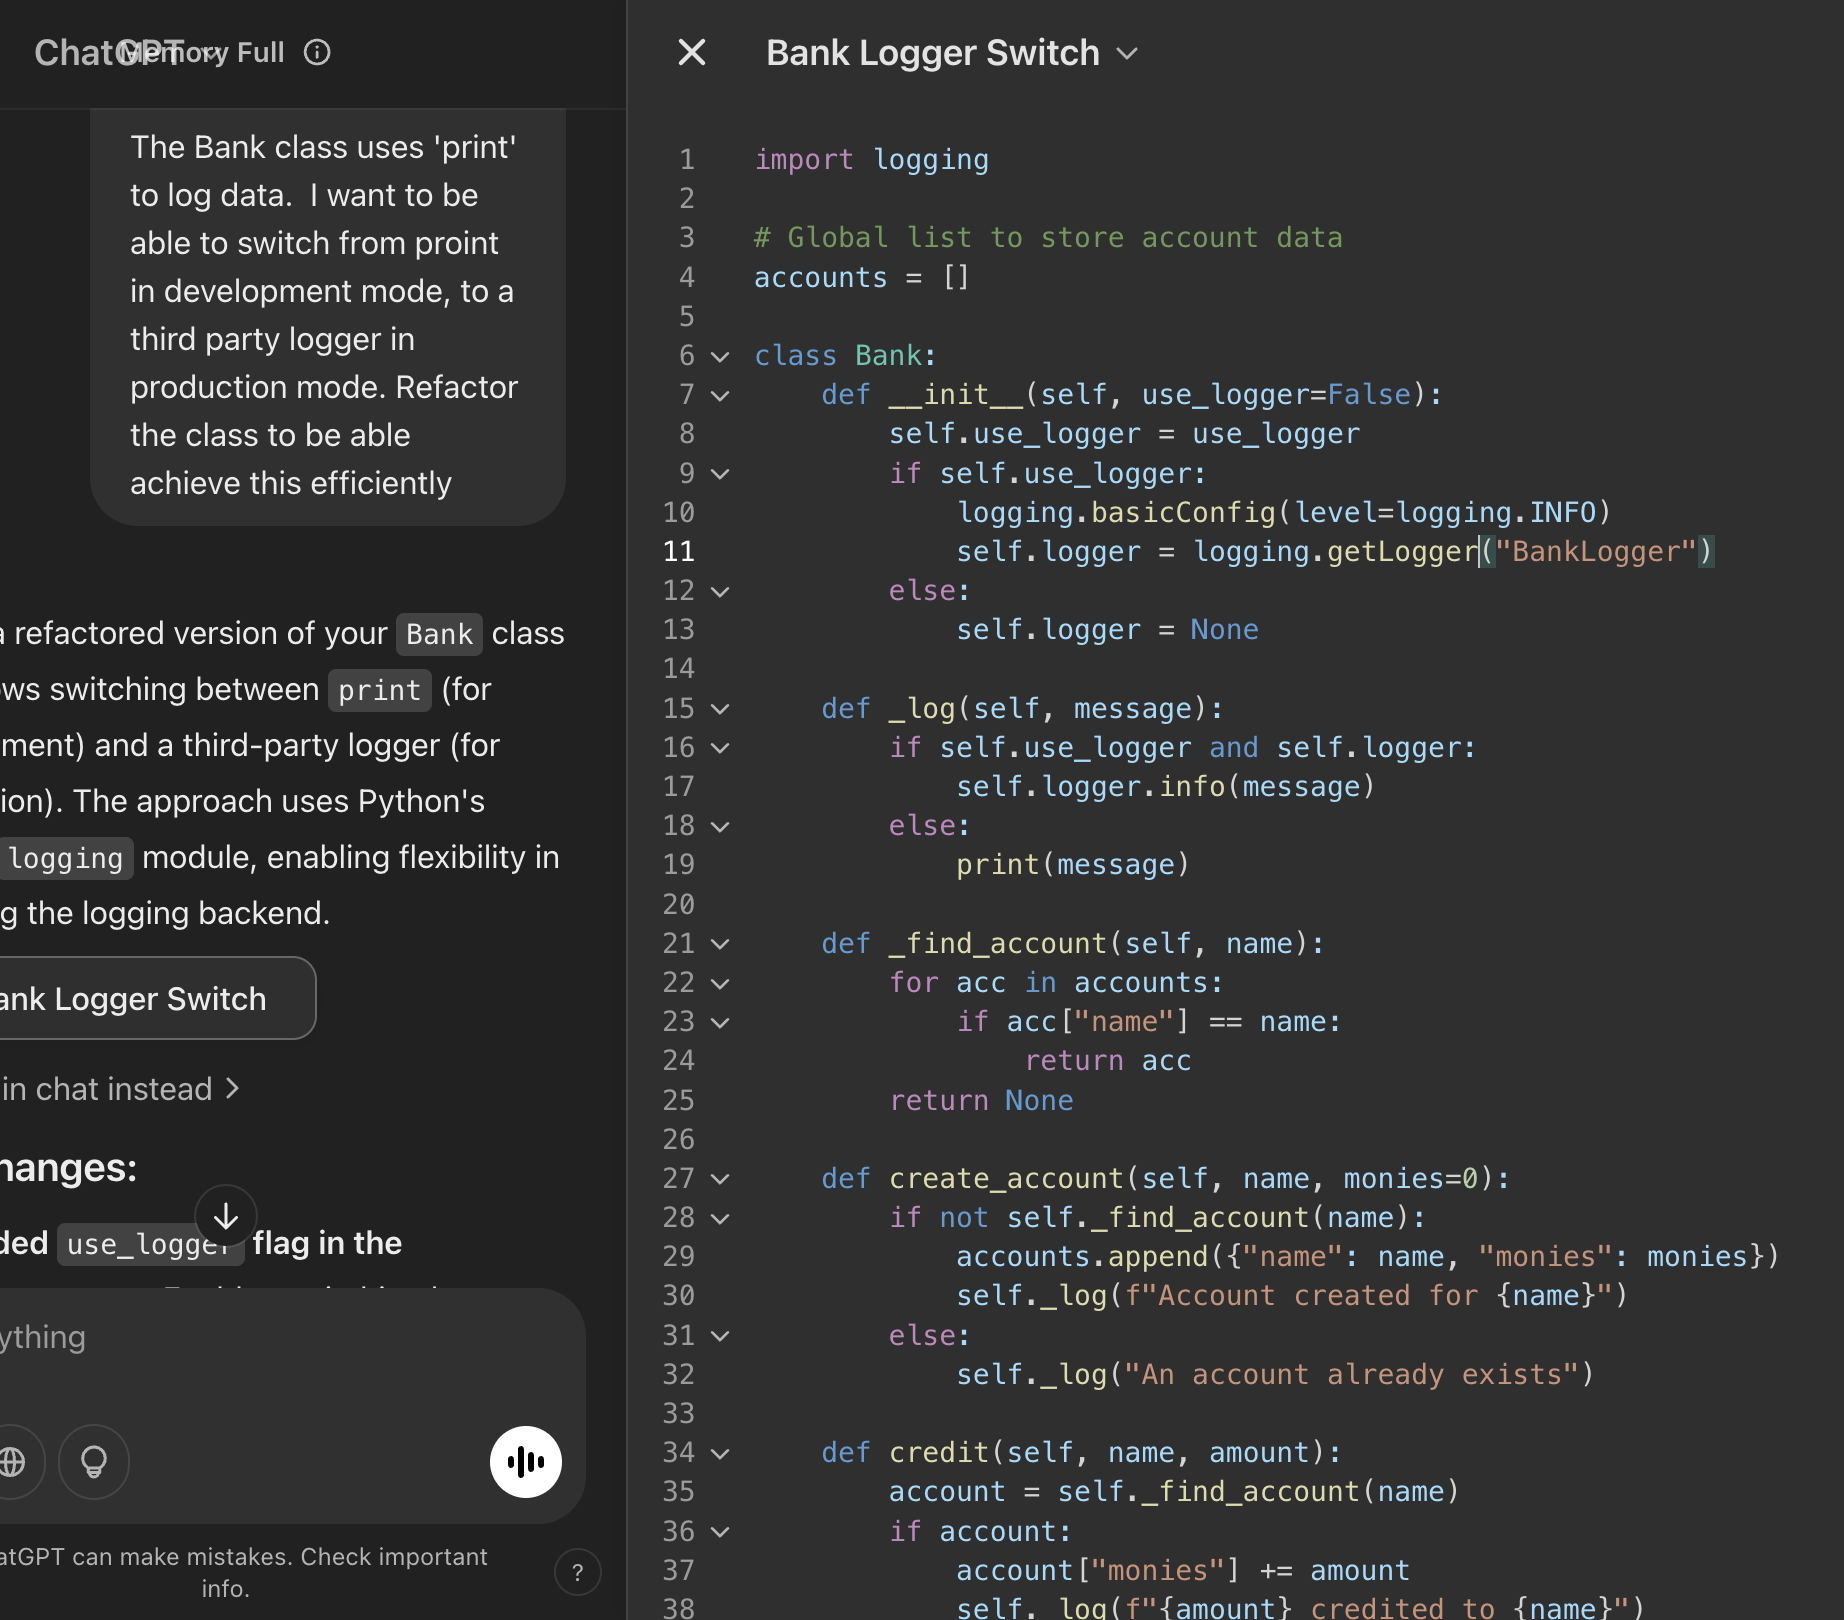 ChatGPT
Memory Full
The Bank class uses 'print'
to log data.  I want to be
able to switch from proint
in development mode, to a
third party logger in
production mode. Refactor
the class to be able
achieve this efficiently
a refactored version of your Bank class
ws switching between print (for
ment) and a third-party logger (for
ion). The approach uses Python's
logging module, enabling flexibility in
g the logging backend.
ank Logger Switch
in chat instead >
hanges:
ded use_logger flag in the
ything
atGPT can make mistakes. Check important
info.
?
Bank Logger Switch
1 import logging
2
3 # Global list to store account data
4 accounts = []
5
6 class Bank:
7     def __init__(self, use_logger=False):
8         self.use_logger = use_logger
9         if self.use_logger:
10             logging.basicConfig(level=logging.INFO)
11             self.logger = logging.getLogger("BankLogger")
12         else:
13             self.logger = None
14
15     def _log(self, message):
16         if self.use_logger and self.logger:
17             self.logger.info(message)
18         else:
19             print(message)
20
21     def _find_account(self, name):
22         for acc in accounts:
23             if acc["name"] == name:
24                 return acc
25         return None
26
27     def create_account(self, name, monies=0):
28         if not self._find_account(name):
29             accounts.append({"name": name, "monies": monies})
30             self._log(f"Account created for {name}")
31         else:
32             self._log("An account already exists")
33
34     def credit(self, name, amount):
35         account = self._find_account(name)
36         if account:
37             account["monies"] += amount
38             self._log(f"{amount} credited to {name}")